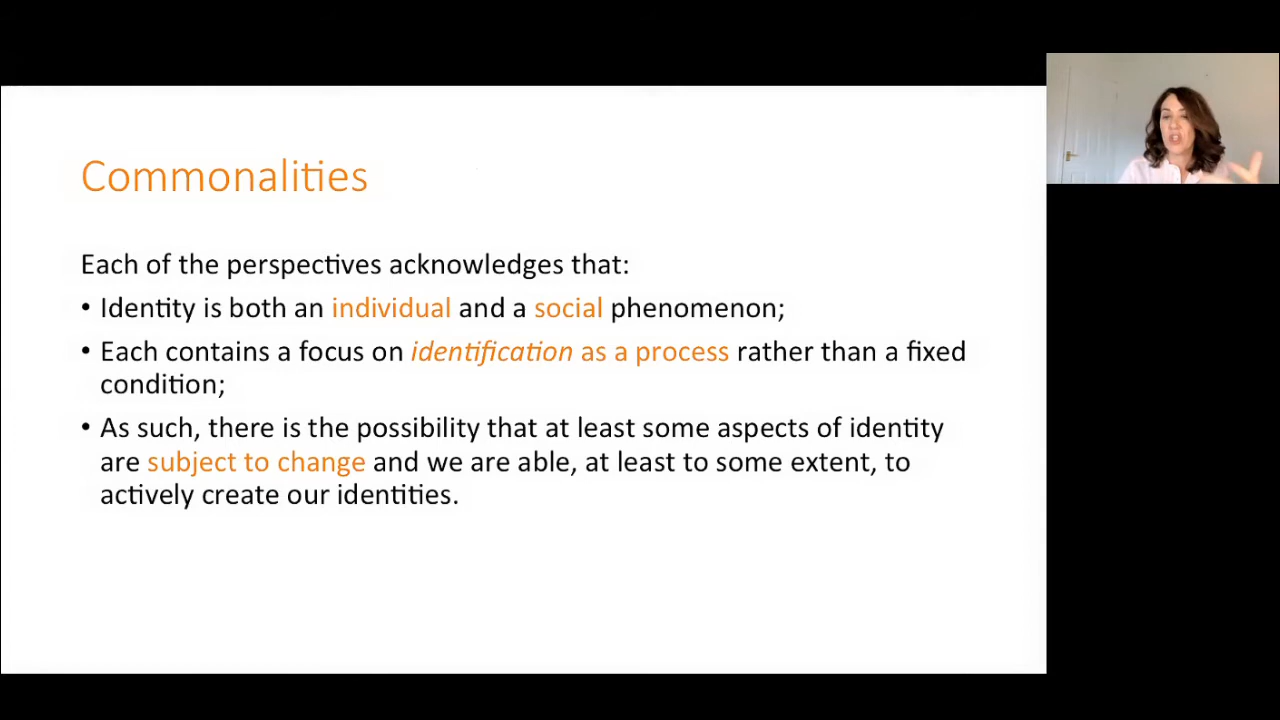 Commonalities
Each of the perspectives acknowledges that:
• Identity is both an individual and a social phenomenon;
• Each contains a focus on identification as a process rather than a fixed
condition;
• As such, there is the possibility that at least some aspects of identity
are subject to change and we are able, at least to some extent, to
actively create our identities.